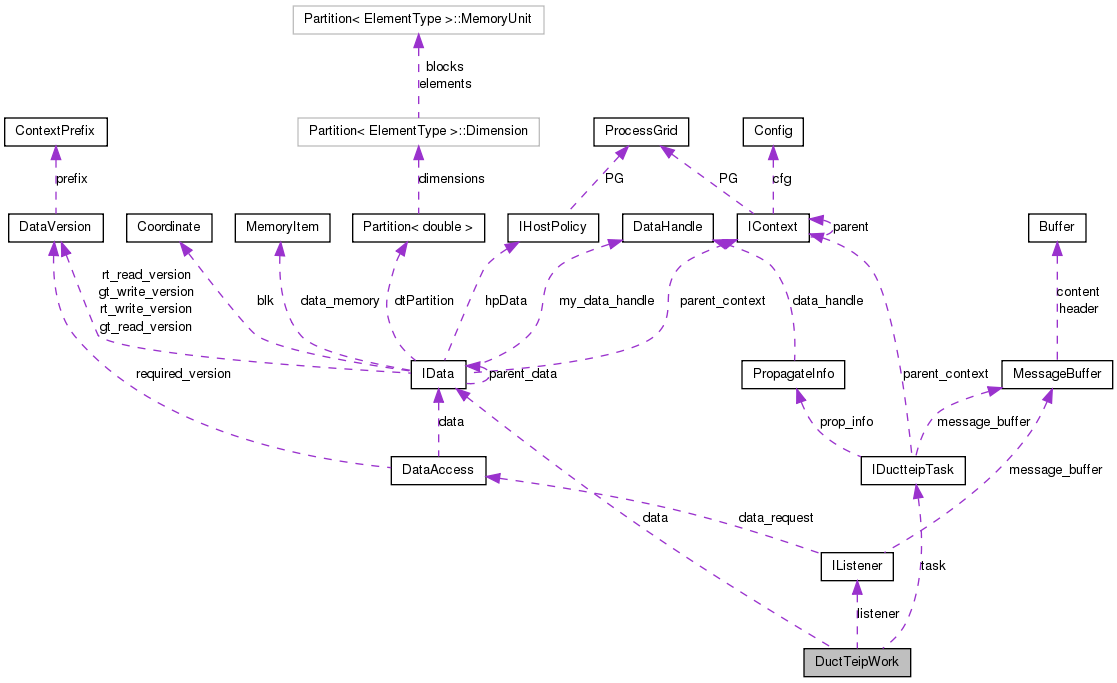 Partition< ElementType >::MemoryUnit
blocks
elements
ContextPrefix
Partition< ElementType >::Dimension
ProcessGrid
Config
prefix
dimensions
PG
PG
cfg
DataVersion
Coordinate
MemoryItem
Partition< double >
IHostPolicy
DataHandle
IContext
parent
Buffer
rt_read_version
gt_write_version
rt_write_version
gt_read_version
blk
data_memory
dtPartition
hpData
my_data_handle
parent_context
data_handle
content
header
IData
parent_data
PropagateInfo
parent_context
MessageBuffer
required_version
data
prop_info
message_buffer
DataAccess
IDuctteipTask
message_buffer
data
data_request
IListener
task
listener
DuctTeipWork